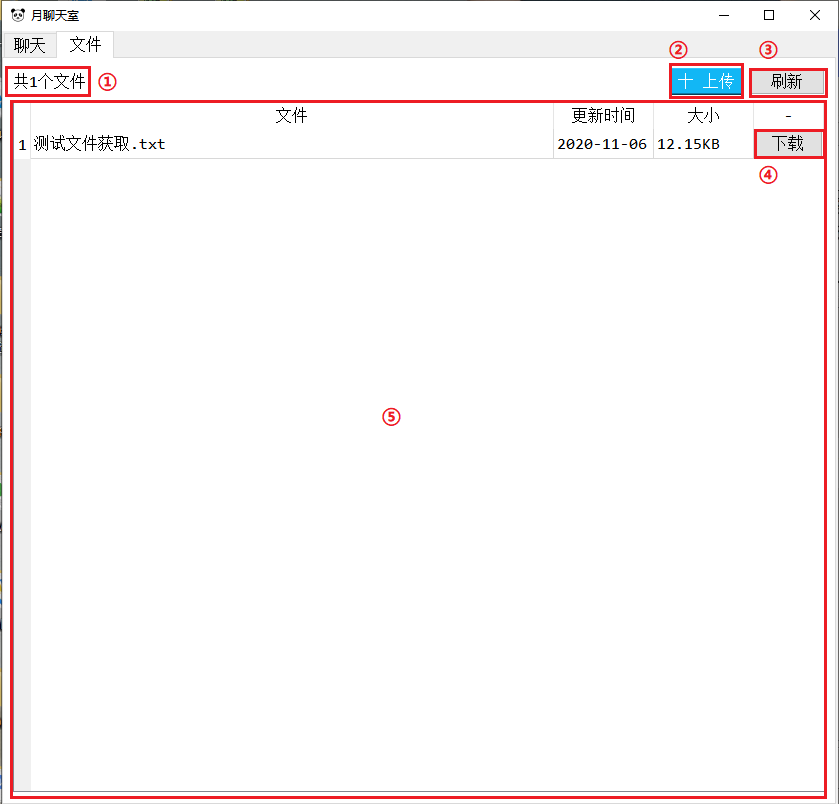 月聊天室
聊天 文件
② ③
共1个文件 ① 十 上传 刷新
文件 更新时间 大小 -
1 测试文件获取.txt 2020-11-06 12.15KB 下载
④
⑤